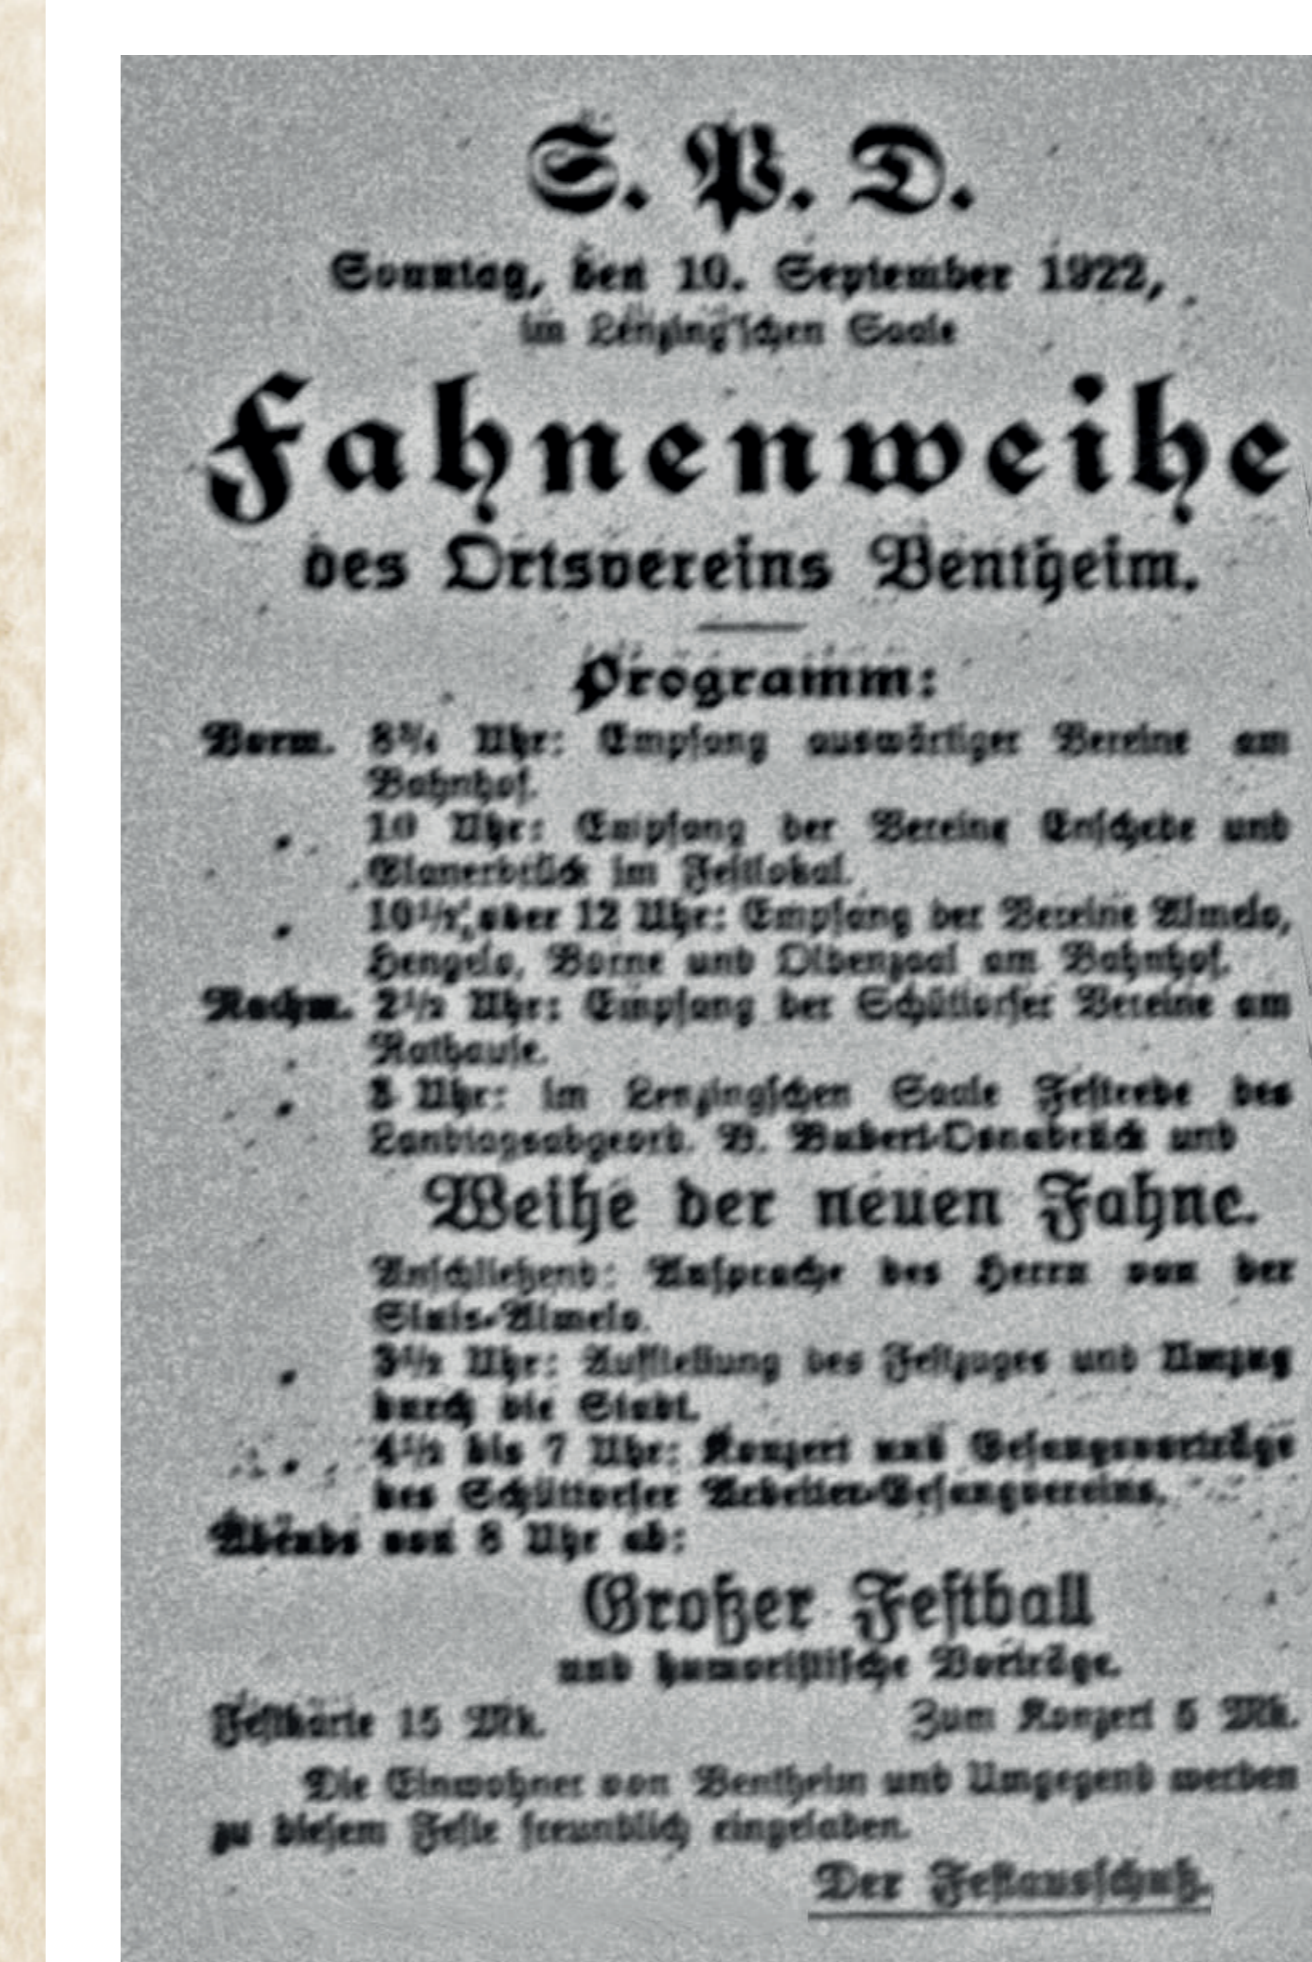 S. P. D.
Sonntag, den 10. September 1922,
im Lenzing'schen Saale
Fahnenweihe
des Ortsvereins Bentheim.
Programm:
Vorm. 8³/₄ Uhr: Empfang auswärtiger Vereine am
Bahnhof.
„ 10 Uhr: Empfang der Vereine Enschede und
Glanerbrück im Festlokal.
„ 10¹/₂ oder 12 Uhr: Empfang der Vereine Almelo,
Hengelo, Borne und Oldenzaal am Bahnhof.
Nachm. 2¹/₂ Uhr: Empfang der Schüttorfer Vereine am
Rathause.
„ 3 Uhr: im Lenzingschen Saale Festrede des
Landtagsabgeord. Osnabrück und
Weihe der neuen Fahne.
Anschließend: Ansprache des Herrn van der
Sluis-Almelo.
„ 3¹/₂ Uhr: Aufstellung des Festzuges und Umzug
durch die Stadt.
„ 4¹/₂ bis 7 Uhr: Konzert und Gesangsvorträge
des Schüttorfer Arbeiter-Gesangvereins.
Abends von 8 Uhr ab:
Großer Festball
und humoristische Vorträge.
Festkarte 15 Mk. Zum Konzert 5 Mk.
Die Einwohner von Bentheim und Umgegend werden
zu diesem Feste freundlich eingeladen.
Der Festausschuß.